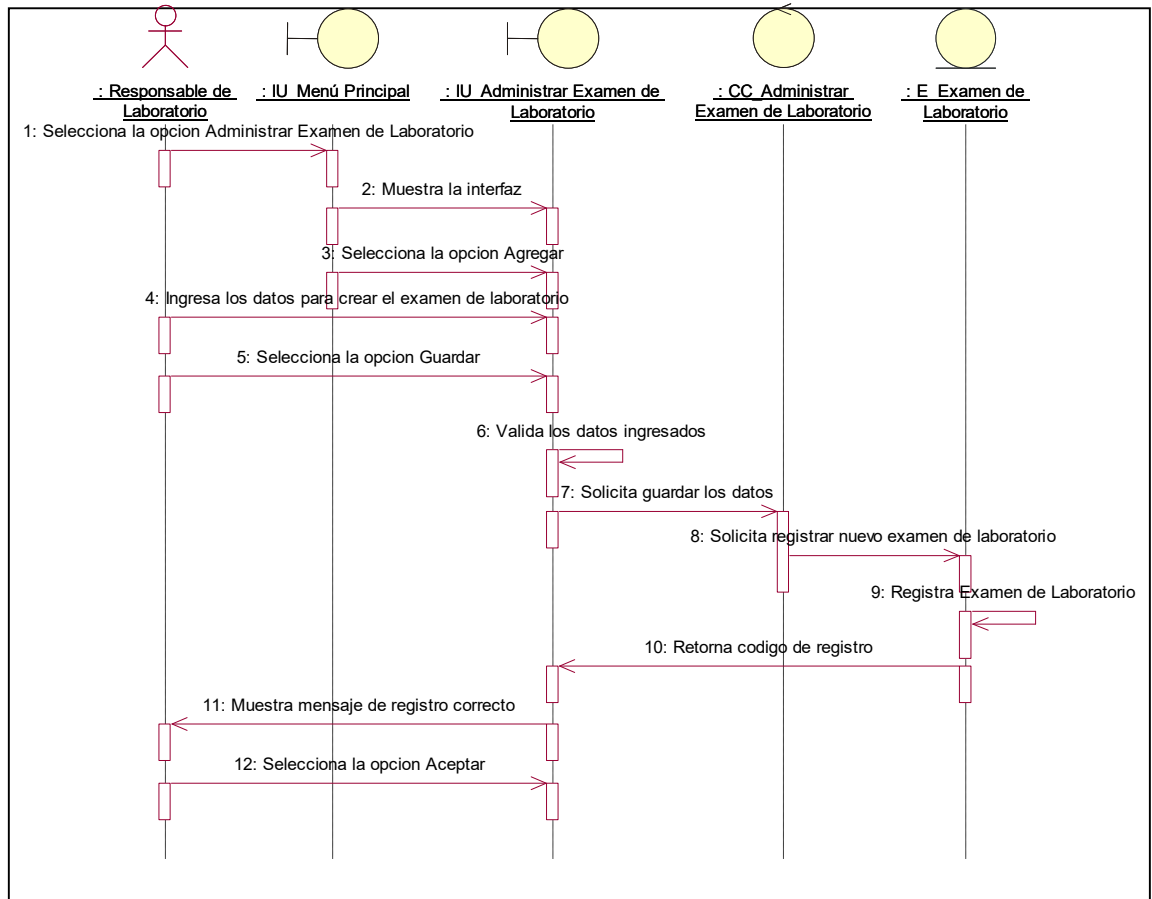 : Responsable de
Laboratorio
: IU_Menú Principal
: IU_Administrar Examen de
Laboratorio
: CC_Administrar
Examen de Laboratorio
: E_Examen de
Laboratorio
1: Selecciona la opcion Administrar Examen de Laboratorio
2: Muestra la interfaz
3: Selecciona la opcion Agregar
4: Ingresa los datos para crear el examen de laboratorio
5: Selecciona la opcion Guardar
6: Valida los datos ingresados
7: Solicita guardar los datos
8: Solicita registrar nuevo examen de laboratorio
9: Registra Examen de Laboratorio
10: Retorna codigo de registro
11: Muestra mensaje de registro correcto
12: Selecciona la opcion Aceptar